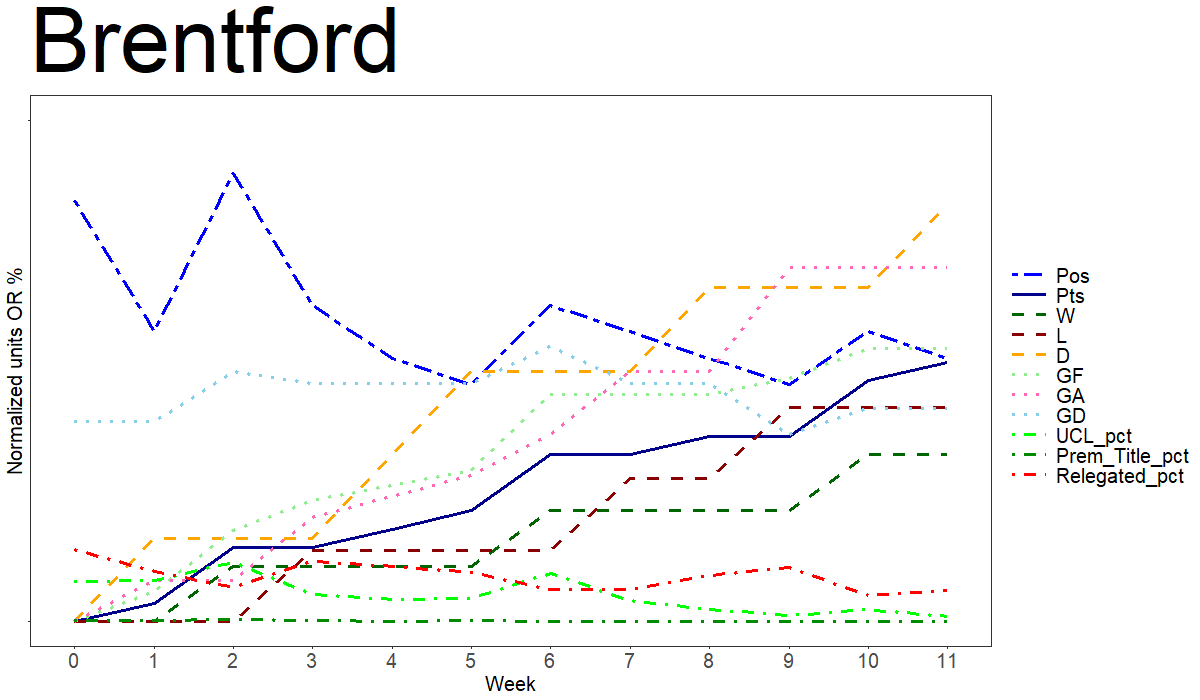 Brentford
Normalized units OR %
0 1 2 3 4 5 6 7 8 9 10 11
Week
Pos
Pts
W
L
D
GF
GA
GD
UCL_pct
Prem_Title_pct
Relegated_pct